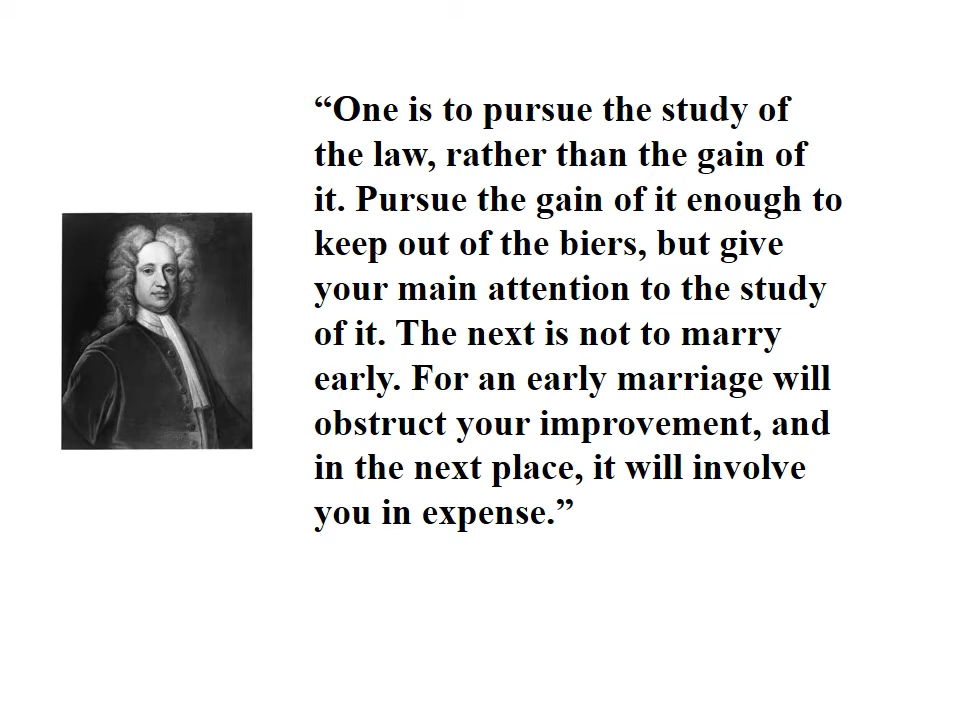 “One is to pursue the study of
the law, rather than the gain of
it. Pursue the gain of it enough to
keep out of the biers, but give
your main attention to the study
of it. The next is not to marry
early. For an early marriage will
obstruct your improvement, and
in the next place, it will involve
you in expense.”